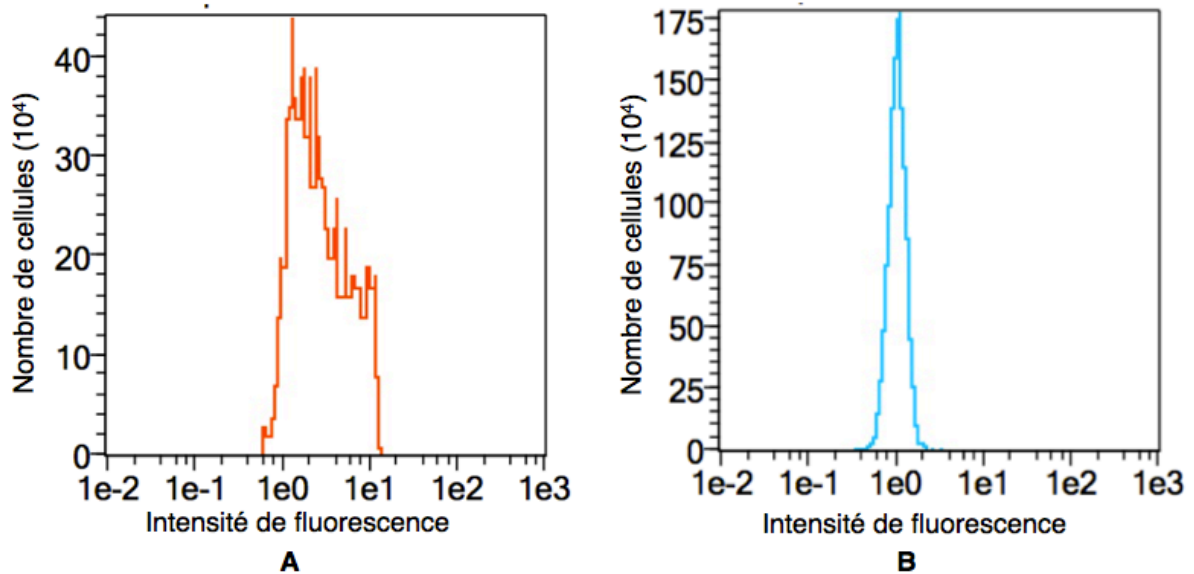 40
30
20
10
0
Nombre de cellules (10⁴)
1e-2 1e-1 1e0 1e1 1e2 1e3
Intensité de fluorescence
A
175
150
125
100
75
50
25
0
Nombre de cellules (10⁴)
1e-2 1e-1 1e0 1e1 1e2 1e3
Intensité de fluorescence
B